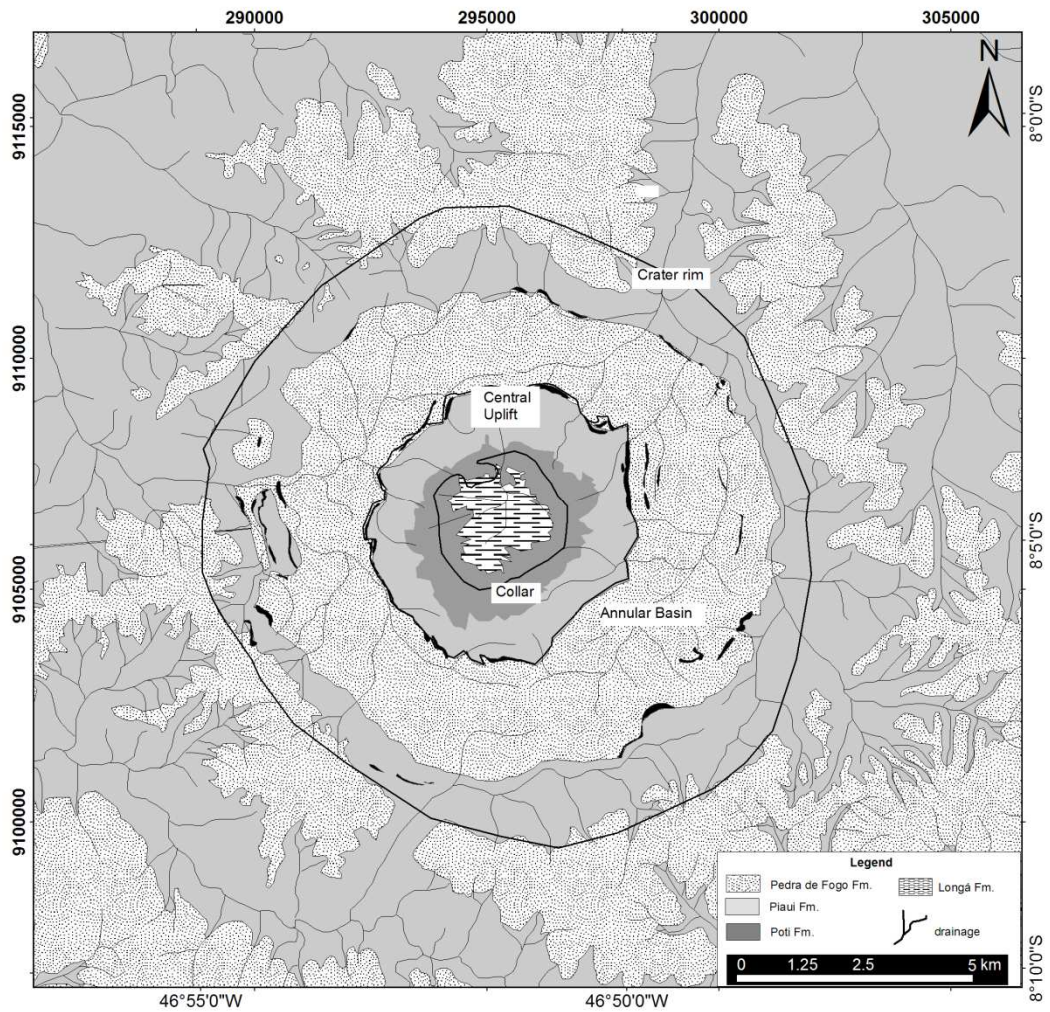 290000 295000 300000 305000
N
9115000
8°0'0"S
Crater rim
9110000
Central
Uplift
8°5'0"S
9105000
Collar
Annular Basin
9100000
Legend
Pedra de Fogo Fm.
Longá Fm.
Piaui Fm.
Poti Fm.
drainage
0 1.25 2.5 5 km
8°10'0"S
46°55'0"W 46°50'0"W